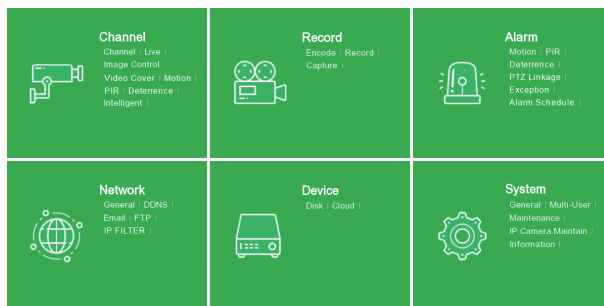 Channel
Channel | Live |
Image Control
Video Cover | Motion |
PIR | Deterrence |
Intelligent |
Record
Encode | Record |
Capture |
Alarm
Motion | PIR |
Deterrence |
PTZ Linkage |
Exception |
Alarm Schedule |
Network
General | DDNS |
Email | FTP |
IP FILTER |
Device
Disk | Cloud |
System
General | Multi-User |
Maintenance |
IP Camera Maintain |
Information |